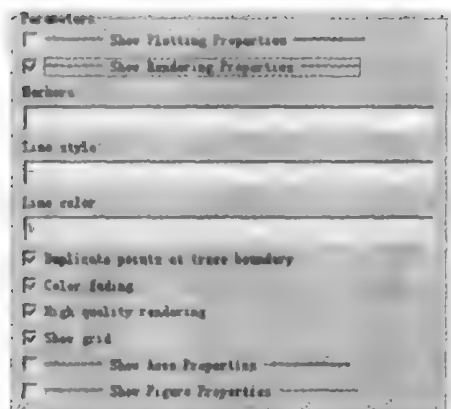 Parameters
Show Plotting Properties
Show Rendering Properties
Markers
Line style
-
Line color
Duplicate points at trace boundary
Color fading
High quality rendering
Show grid
Show Axes Properties
Show Figure Properties